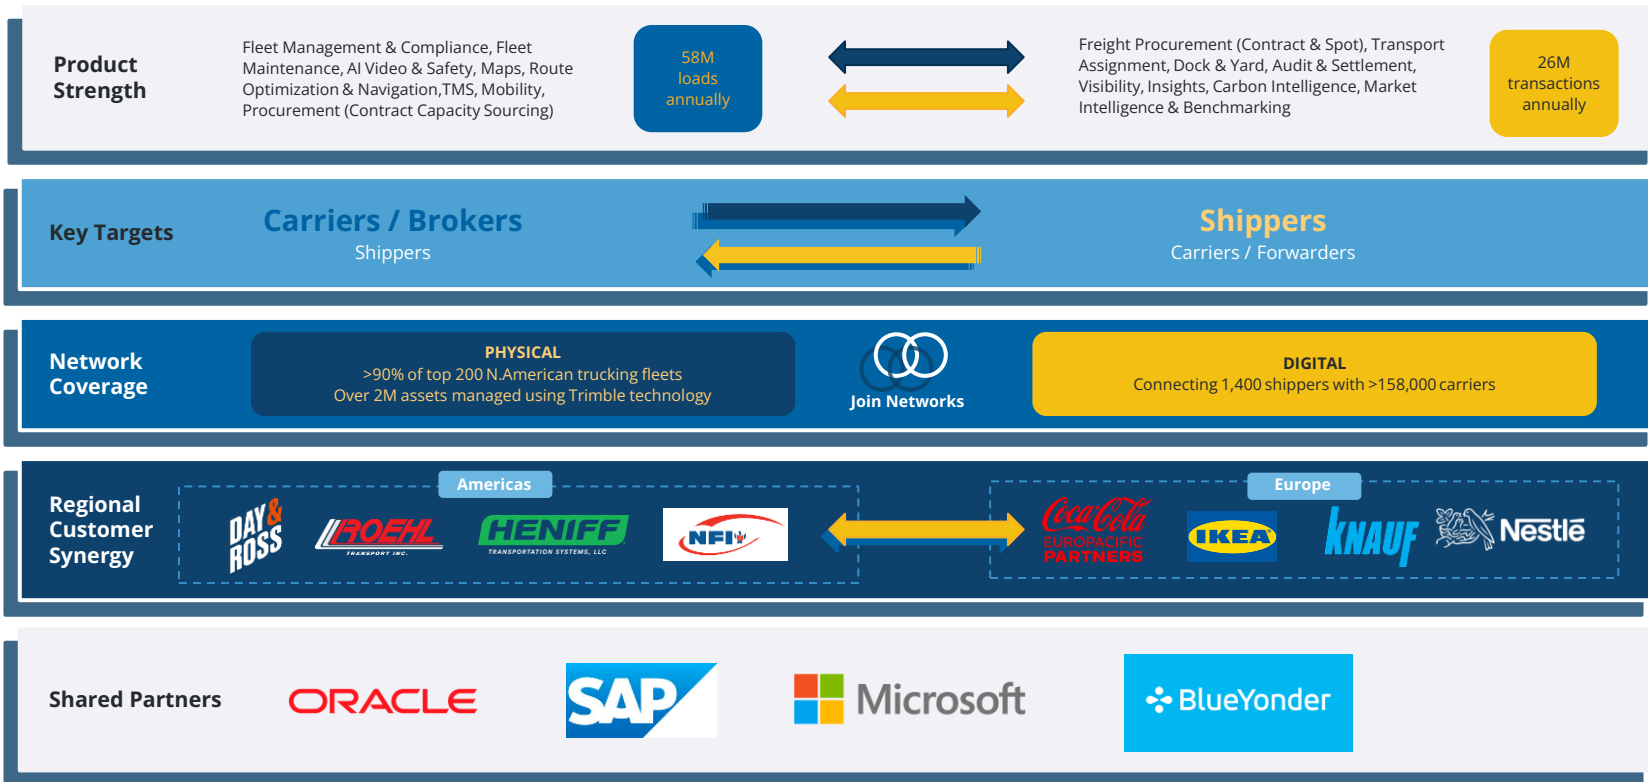 Product
Strength
Fleet Management & Compliance, Fleet
Maintenance, AI Video & Safety, Maps, Route
Optimization & Navigation,TMS, Mobility,
Procurement (Contract Capacity Sourcing)
58M
loads
annually
Freight Procurement (Contract & Spot), Transport
Assignment, Dock & Yard, Audit & Settlement,
Visibility, Insights, Carbon Intelligence, Market
Intelligence & Benchmarking
26M
transactions
annually
Key Targets
Carriers / Brokers
Shippers
Shippers
Carriers / Forwarders
Network
Coverage
PHYSICAL
>90% of top 200 N.American trucking fleets
Over 2M assets managed using Trimble technology
Join Networks
DIGITAL
Connecting 1,400 shippers with >158,000 carriers
Regional
Customer
Synergy
Americas
DAY&
ROSS
ROEHL
TRANSPORT INC.
HENIFF
TRANSPORTATION SYSTEMS, LLC
NFI
Europe
Coca-Cola
EUROPACIFIC
PARTNERS
IKEA
KNAUF
Nestlé
Shared Partners
ORACLE
SAP
Microsoft
BlueYonder